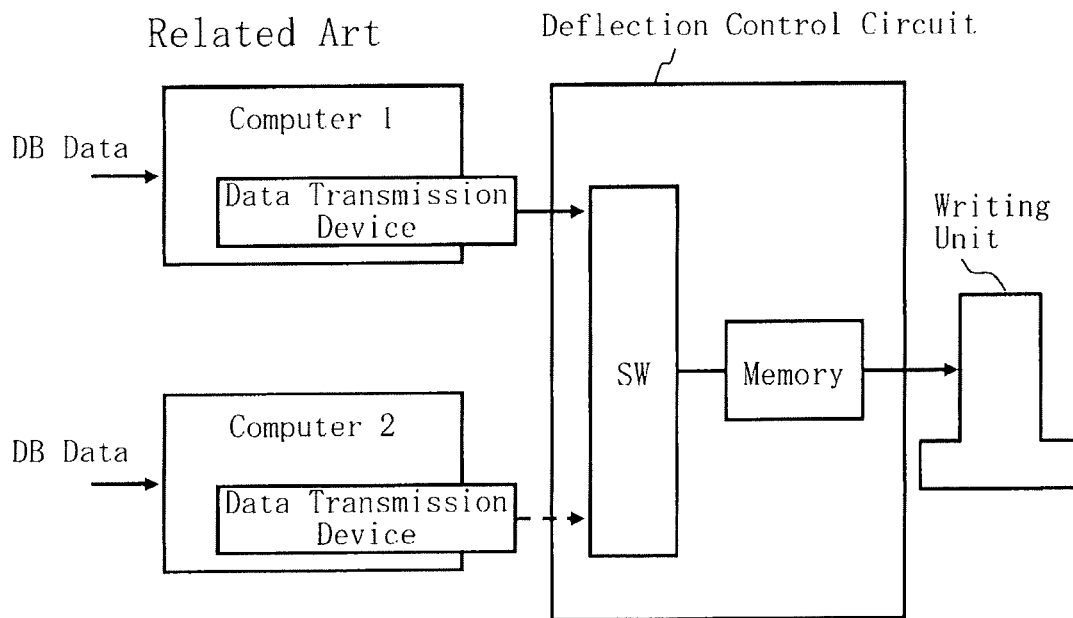 Related Art
Deflection Control Circuit
Computer 1
DB Data
Data Transmission
Device
Writing
Unit
SW
Memory
Computer 2
DB Data
Data Transmission
Device